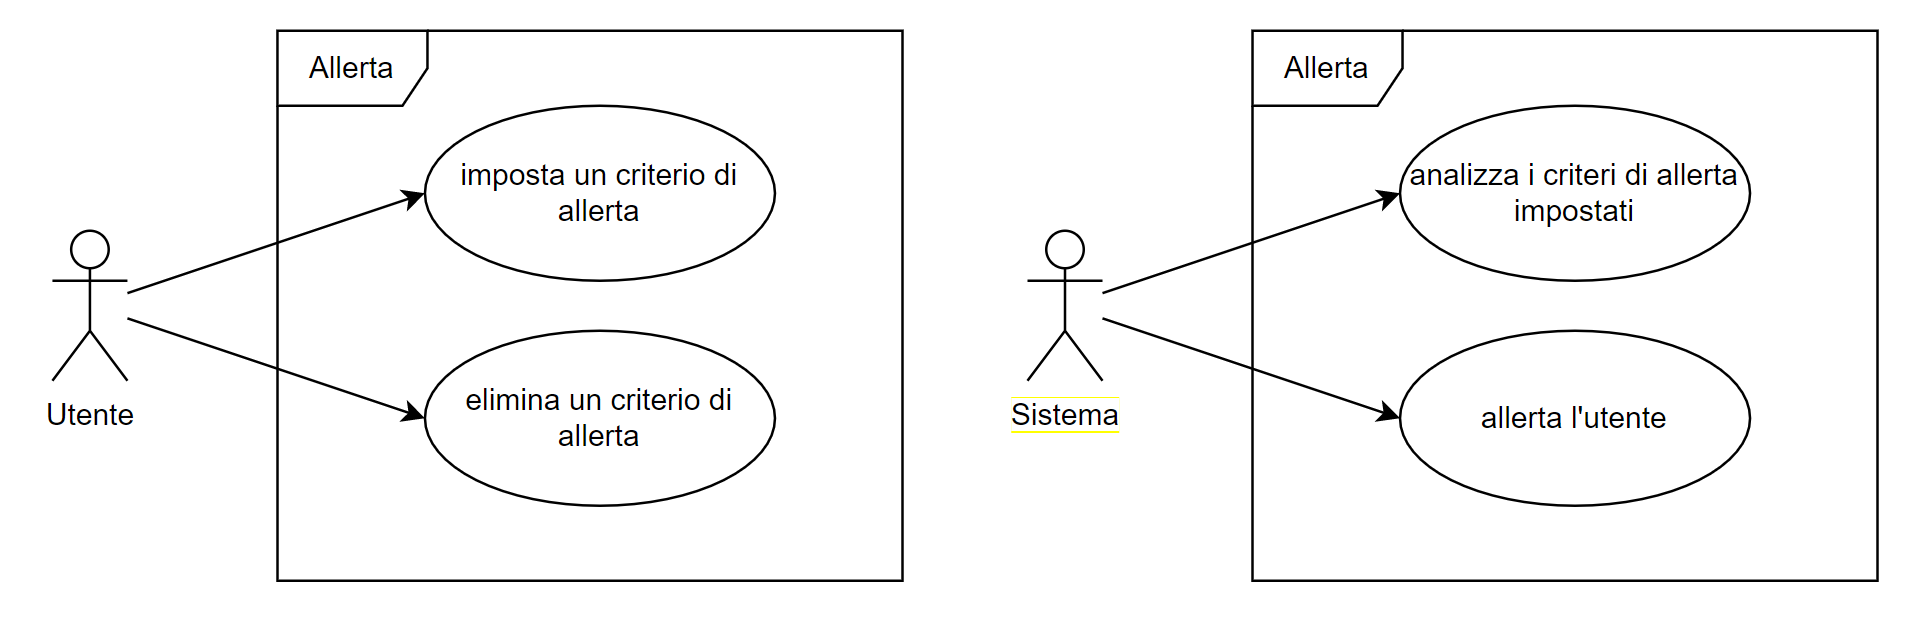 Allerta
imposta un criterio di
allerta
elimina un criterio di
allerta
Utente
Allerta
analizza i criteri di allerta
impostati
allerta l'utente
Sistema